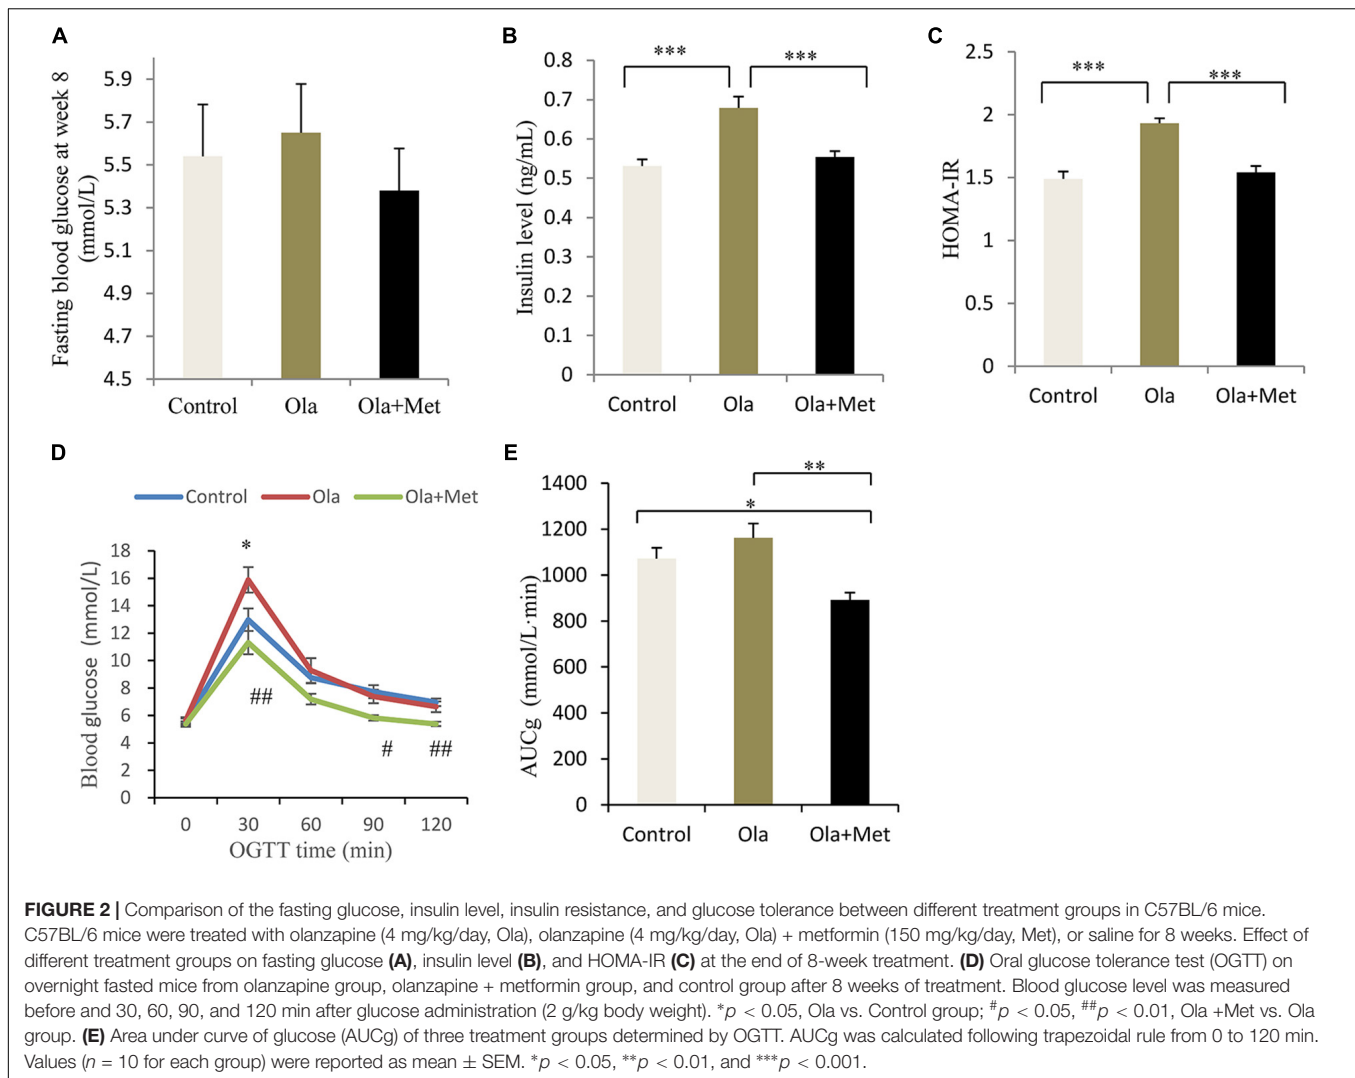 A
Fasting blood glucose at week 8
(mmol/L)
5.9
5.7
5.5
5.3
5.1
4.9
4.7
4.5
Control Ola Ola+Met
B
Insulin level (ng/mL)
0.8
0.7
0.6
0.5
0.4
0.3
0.2
0.1
0
*** ***
Control Ola Ola+Met
C
HOMA-IR
2.5
2
1.5
1
0.5
0
*** ***
Control Ola Ola+Met
D
Control Ola Ola+Met
Blood glucose (mmol/L)
18
16
14
12
10
8
6
4
2
0
*
##
# ##
0 30 60 90 120
OGTT time (min)
E
AUCg (mmol/L·min)
1400
1200
1000
800
600
400
200
0
**
*
Control Ola Ola+Met
FIGURE 2 | Comparison of the fasting glucose, insulin level, insulin resistance, and glucose tolerance between different treatment groups in C57BL/6 mice.
C57BL/6 mice were treated with olanzapine (4 mg/kg/day, Ola), olanzapine (4 mg/kg/day, Ola) + metformin (150 mg/kg/day, Met), or saline for 8 weeks. Effect of
different treatment groups on fasting glucose (A), insulin level (B), and HOMA-IR (C) at the end of 8-week treatment. (D) Oral glucose tolerance test (OGTT) on
overnight fasted mice from olanzapine group, olanzapine + metformin group, and control group after 8 weeks of treatment. Blood glucose level was measured
before and 30, 60, 90, and 120 min after glucose administration (2 g/kg body weight). *p < 0.05, Ola vs. Control group; #p < 0.05, ##p < 0.01, Ola +Met vs. Ola
group. (E) Area under curve of glucose (AUCg) of three treatment groups determined by OGTT. AUCg was calculated following trapezoidal rule from 0 to 120 min.
Values (n = 10 for each group) were reported as mean ± SEM. *p < 0.05, **p < 0.01, and ***p < 0.001.